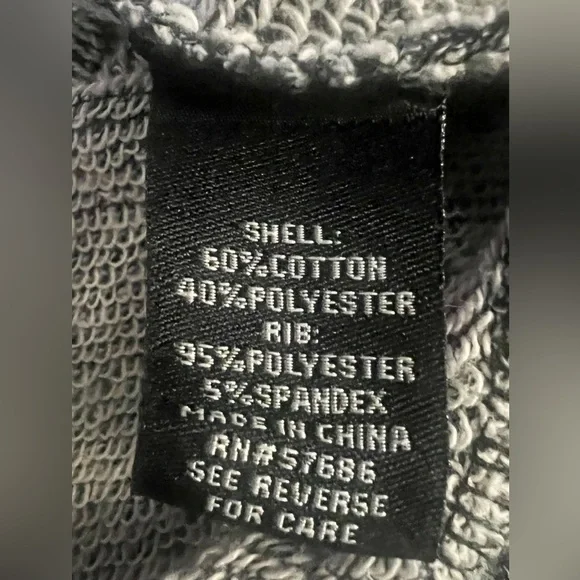 SHELL:
60%COTTON
40%POLYESTER
RIB:
95%POLYESTER
5%SPANDEX
MADE IN CHINA
RN#57686
SEE REVERSE
FOR CARE